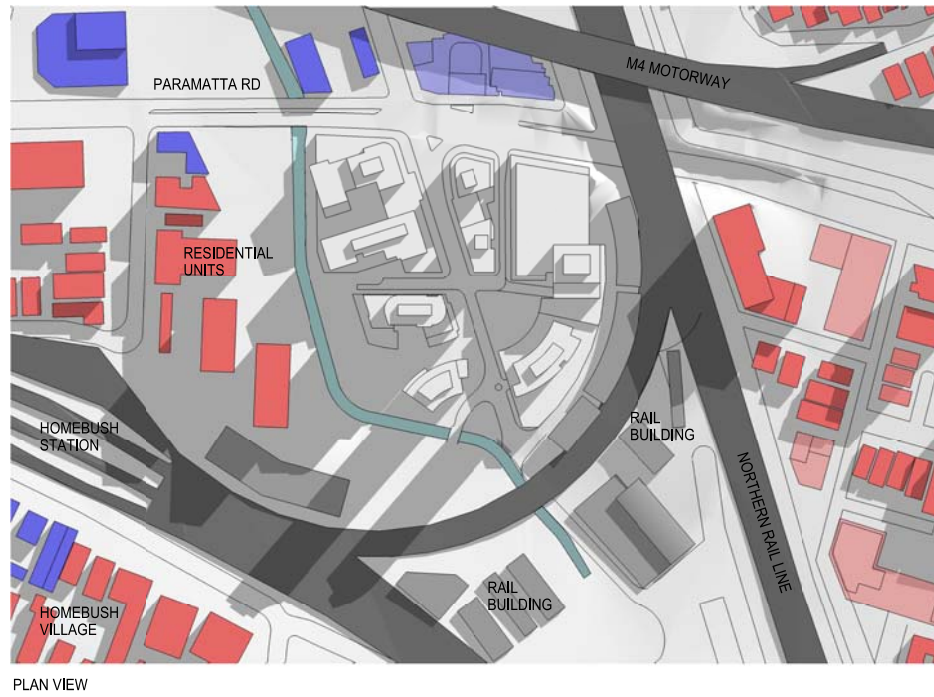 M4 MOTORWAY
PARAMATTA RD
RESIDENTIAL
UNITS
HOMEBUSH
STATION
RAIL
BUILDING
NORTHERN RAIL LINE
RAIL
BUILDING
HOMEBUSH
VILLAGE
PLAN VIEW